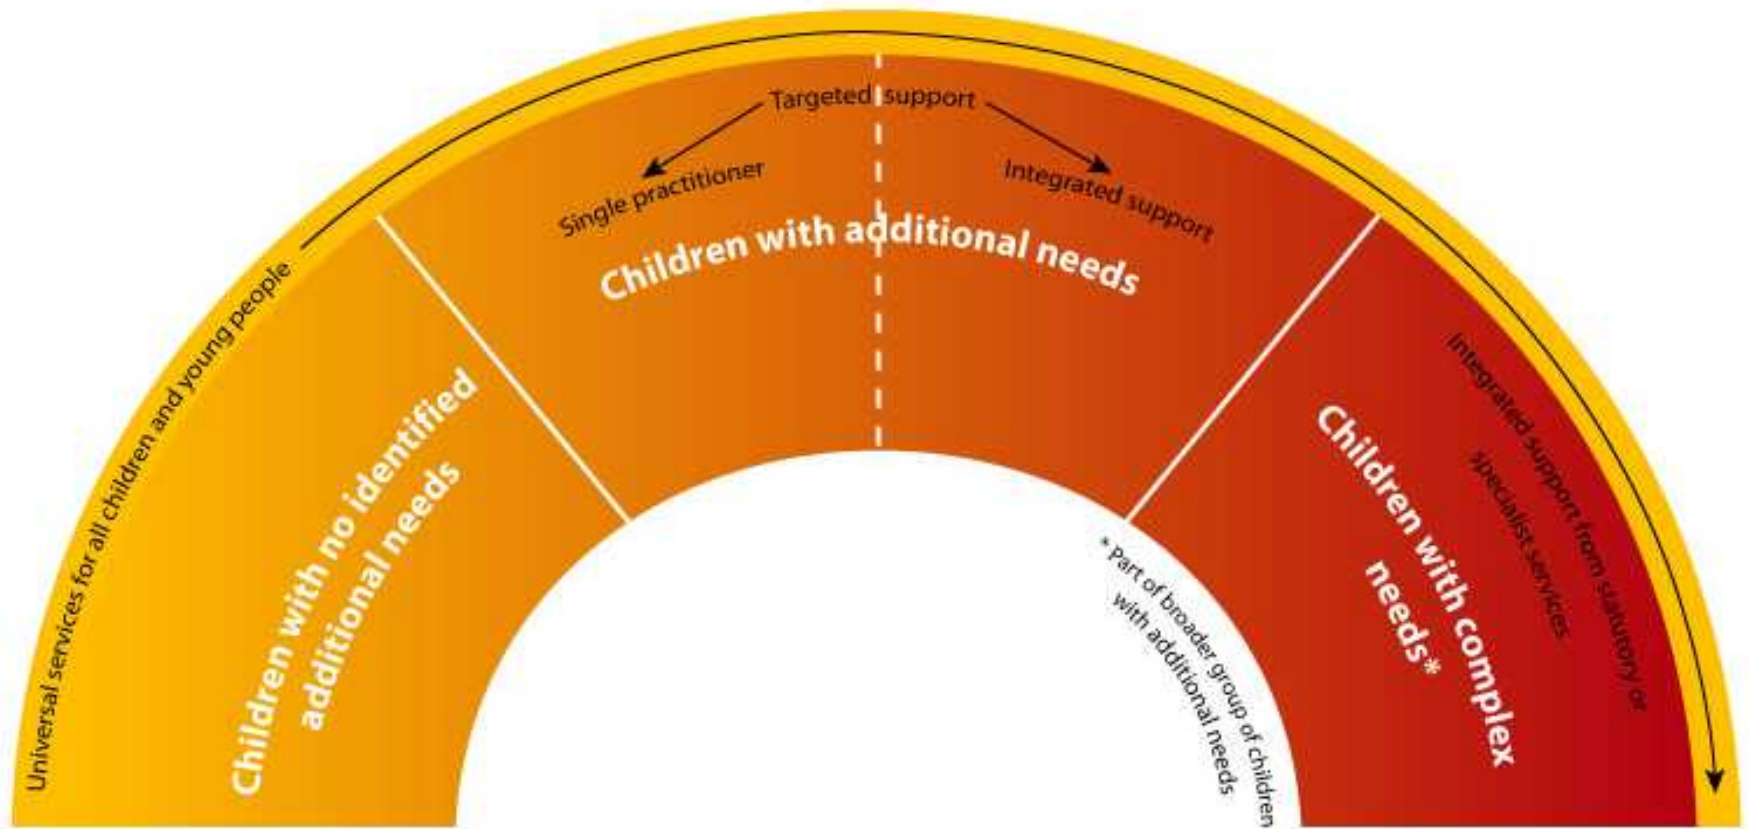 Universal services for all children and young people
Children with no identified
additional needs
Targeted support
Single practitioner
Integrated support
Children with additional needs
Integrated support from statutory or
specialist services
Children with complex
needs*
* Part of broader group of children
with additional needs